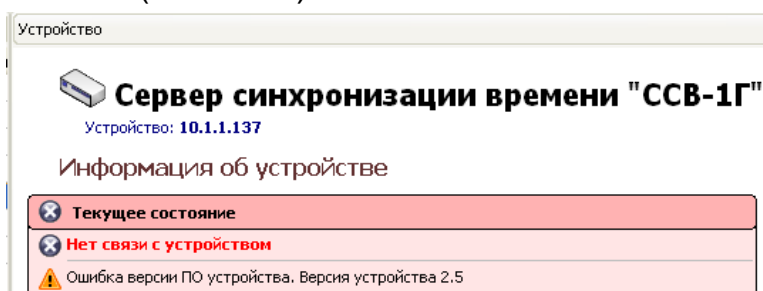 Устройство
Сервер синхронизации времени "ССВ-1Г"
Устройство: 10.1.1.137
Информация об устройстве
Текущее состояние
Нет связи с устройством
Ошибка версии ПО устройства. Версия устройства 2.5